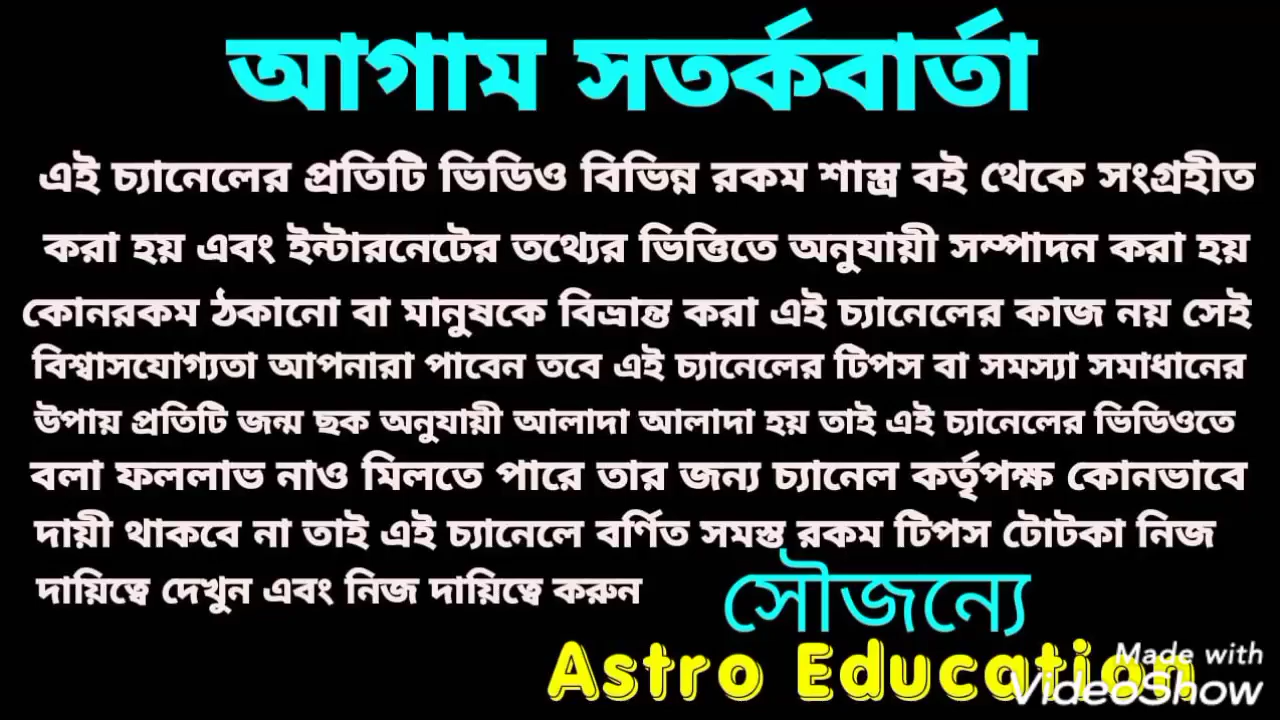 আগাম সতর্কবার্তা
এই চ্যানেলের প্রতিটি ভিডিও বিভিন্ন রকম শাস্ত্র বই থেকে সংগ্রহীত
করা হয় এবং ইন্টারনেটের তথ্যের ভিত্তিতে অনুযায়ী সম্পাদন করা হয়
কোনরকম ঠকানো বা মানুষকে বিভ্রান্ত করা এই চ্যানেলের কাজ নয় সেই
বিশ্বাসযোগ্যতা আপনারা পাবেন তবে এই চ্যানেলের টিপস বা সমস্যা সমাধানের
উপায় প্রতিটি জন্ম ছক অনুযায়ী আলাদা আলাদা হয় তাই এই চ্যানেলের ভিডিওতে
বলা ফললাভ নাও মিলতে পারে তার জন্য চ্যানেল কর্তৃপক্ষ কোনভাবে
দায়ী থাকবে না তাই এই চ্যানেলে বর্ণিত সমস্ত রকম টিপস টোটকা নিজ
দায়িত্বে দেখুন এবং নিজ দায়িত্বে করুন
সৌজন্যে
Astro Education
Made with
VideoShow